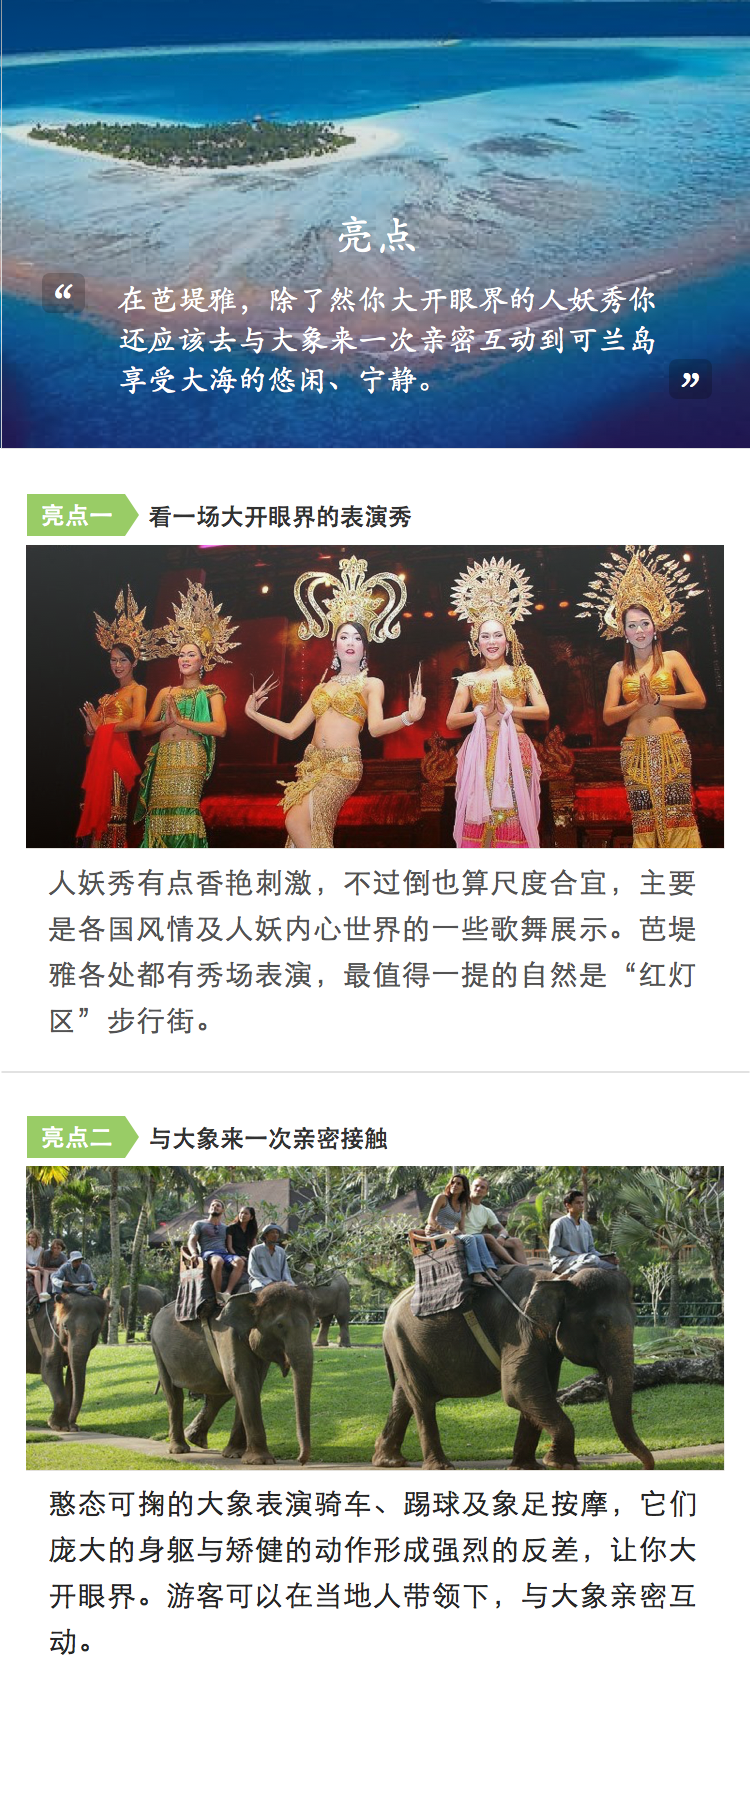 亮点
“
在芭堤雅，除了然你大开眼界的人妖秀你
还应该去与大象来一次亲密互动到可兰岛
享受大海的悠闲、宁静。
”
亮点一 看一场大开眼界的表演秀
人妖秀有点香艳刺激，不过倒也算尺度合宜，主要
是各国风情及人妖内心世界的一些歌舞展示。芭堤
雅各处都有秀场表演，最值得一提的自然是“红灯
区”步行街。
亮点二 与大象来一次亲密接触
憨态可掬的大象表演骑车、踢球及象足按摩，它们
庞大的身躯与矫健的动作形成强烈的反差，让你大
开眼界。游客可以在当地人带领下，与大象亲密互
动。